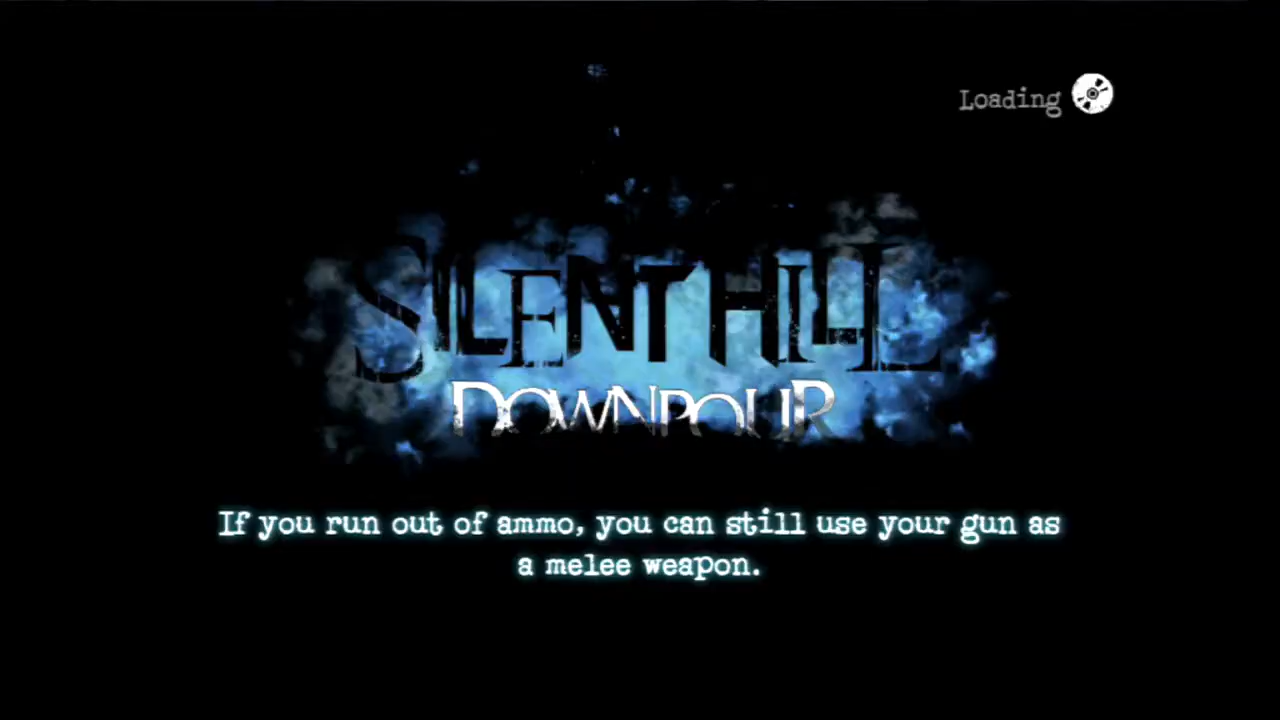 Loading
SILENT HILL
DOWNPOUR
If you run out of ammo, you can still use your gun as
a melee weapon.